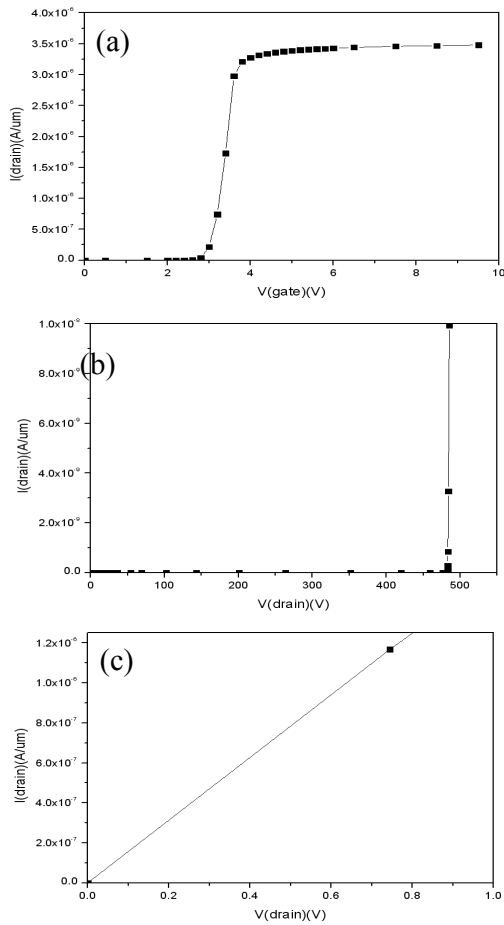 (a)
4.0x10⁻⁶
3.5x10⁻⁶
3.0x10⁻⁶
2.5x10⁻⁶
2.0x10⁻⁶
1.5x10⁻⁶
1.0x10⁻⁶
5.0x10⁻⁷
0.0
I(drain)(A/um)
0 2 4 6 8 10
V(gate)(V)
(b)
1.0x10⁻⁸
8.0x10⁻⁹
6.0x10⁻⁹
4.0x10⁻⁹
2.0x10⁻⁹
0.0
I(drain)(A/um)
0 100 200 300 400 500
V(drain)(V)
(c)
1.2x10⁻⁶
1.0x10⁻⁶
8.0x10⁻⁷
6.0x10⁻⁷
4.0x10⁻⁷
2.0x10⁻⁷
0.0
I(drain)(A/um)
0.0 0.2 0.4 0.6 0.8 1.0
V(drain)(V)